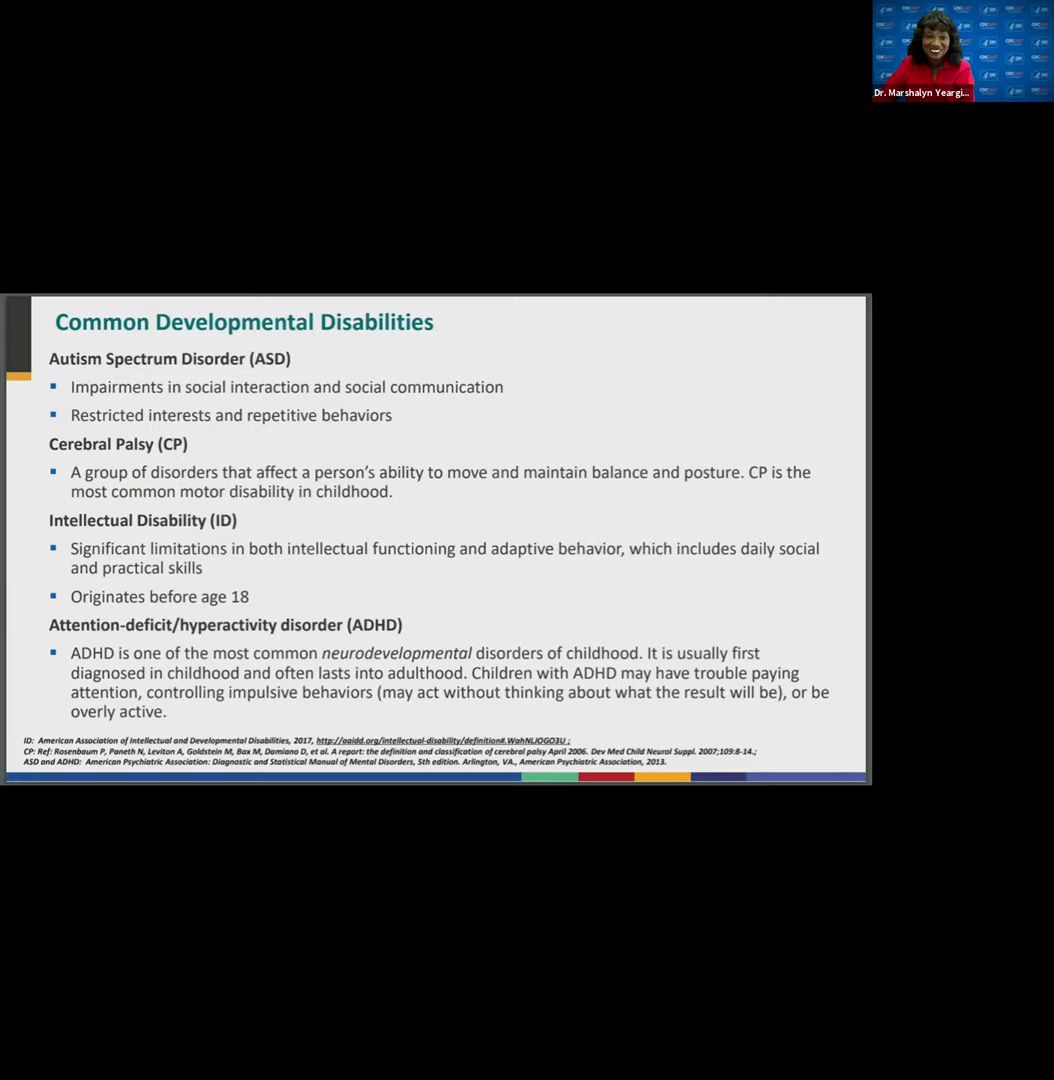 Dr. Marshalyn Yeargi...
Common Developmental Disabilities
Autism Spectrum Disorder (ASD)
Impairments in social interaction and social communication
Restricted interests and repetitive behaviors
Cerebral Palsy (CP)
A group of disorders that affect a person's ability to move and maintain balance and posture. CP is the
most common motor disability in childhood.
Intellectual Disability (ID)
Significant limitations in both intellectual functioning and adaptive behavior, which includes daily social
and practical skills
Originates before age 18
Attention-deficit/hyperactivity disorder (ADHD)
ADHD is one of the most common neurodevelopmental disorders of childhood. It is usually first
diagnosed in childhood and often lasts into adulthood. Children with ADHD may have trouble paying
attention, controlling impulsive behaviors (may act without thinking about what the result will be), or be
overly active.
ID: American Association of Intellectual and Developmental Disabilities, 2017, http://aaidd.org/intellectual-disability/definition#.WahNLJOGO3U ;
CP: Ref: Rosenbaum P, Paneth N, Leviton A, Goldstein M, Bax M, Damiano D, et al. A report: the definition and classification of cerebral palsy April 2006. Dev Med Child Neurol Suppl. 2007;109:8-14.;
ASD and ADHD: American Psychiatric Association: Diagnostic and Statistical Manual of Mental Disorders, 5th edition. Arlington, VA., American Psychiatric Association, 2013.